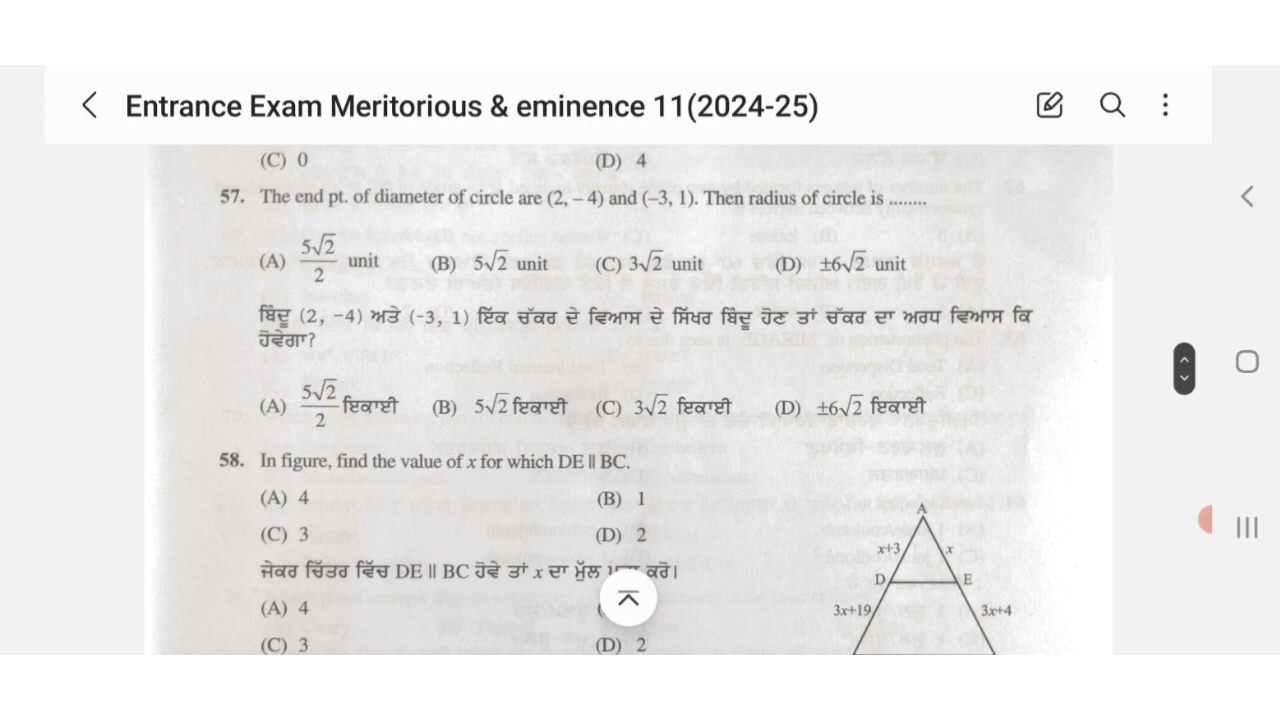 Entrance Exam Meritorious & eminence 11(2024-25)
(C) 0 (D) 4
57. The end pt. of diameter of circle are (2, – 4) and (–3, 1). Then radius of circle is ........
(A) 5√2/2 unit (B) 5√2 unit (C) 3√2 unit (D) ±6√2 unit
ਬਿੰਦੂ (2, –4) ਅਤੇ (-3, 1) ਇੱਕ ਚੱਕਰ ਦੇ ਵਿਆਸ ਦੇ ਸਿੱਖਰ ਬਿੰਦੂ ਹੋਣ ਤਾਂ ਚੱਕਰ ਦਾ ਅਰਧ ਵਿਆਸ ਕਿ
ਹੋਵੇਗਾ?
(A) 5√2/2 ਇਕਾਈ (B) 5√2 ਇਕਾਈ (C) 3√2 ਇਕਾਈ (D) ±6√2 ਇਕਾਈ
58. In figure, find the value of x for which DE || BC.
(A) 4 (B) 1
(C) 3 (D) 2
ਜੇਕਰ ਚਿੱਤਰ ਵਿੱਚ DE || BC ਹੋਵੇ ਤਾਂ x ਦਾ ਮੁੱਲ ਕਰੋ।
(A) 4
(C) 3 (D) 2
A
x+3 x
D E
3x+19 3x+4